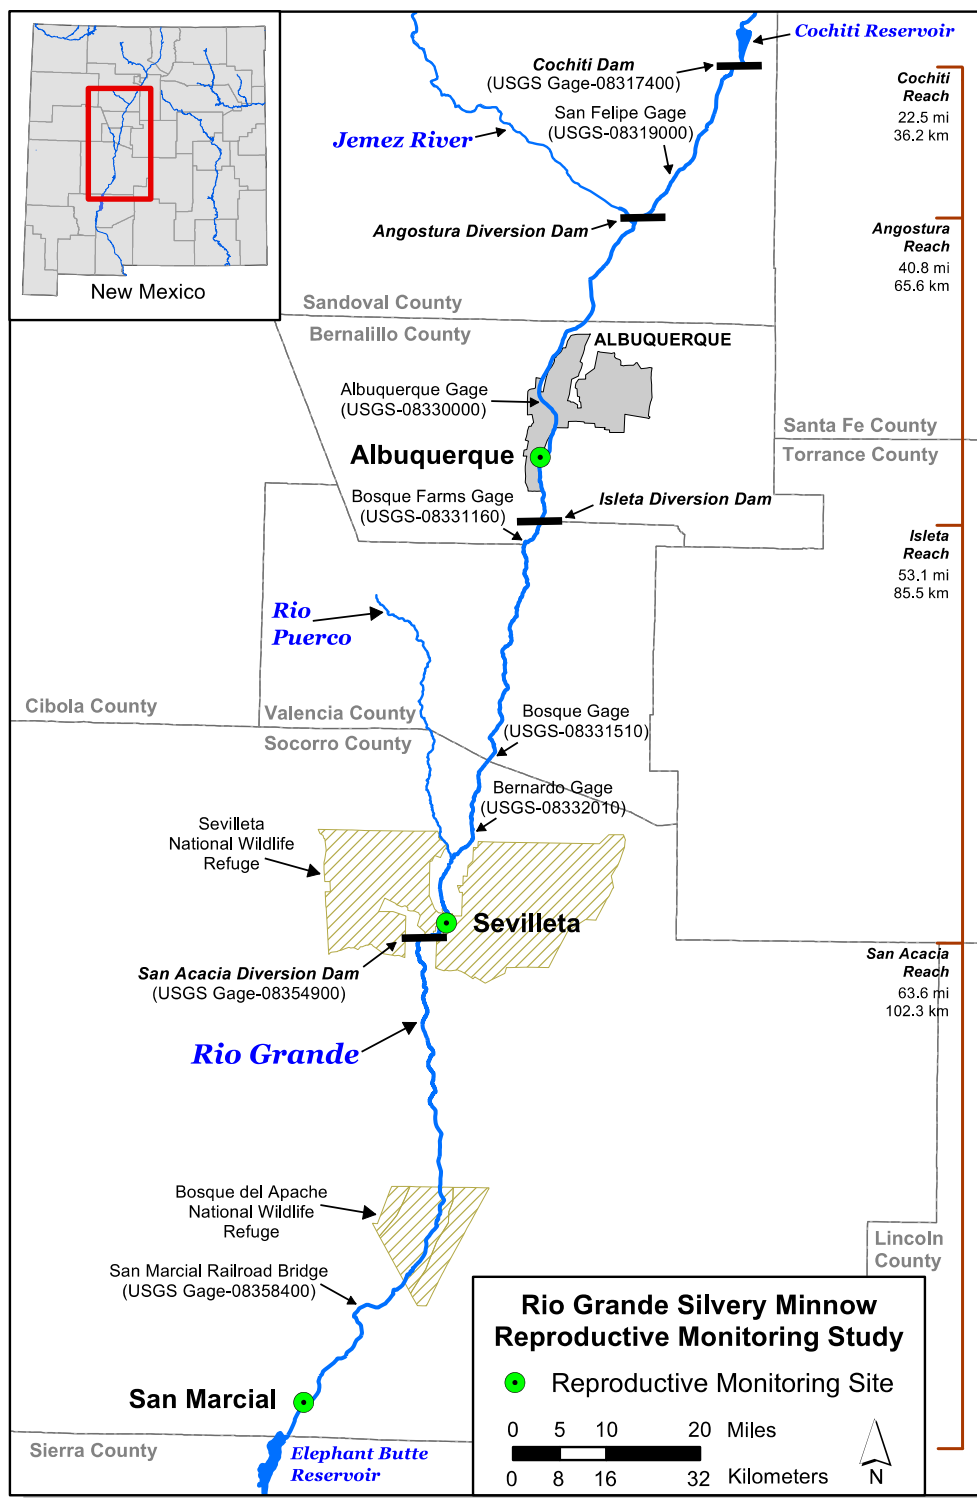 New Mexico
Cochiti Reservoir
Cochiti Dam
(USGS Gage-08317400)
San Felipe Gage
(USGS-08319000)
Jemez River
Angostura Diversion Dam
Cochiti
Reach
22.5 mi
36.2 km
Angostura
Reach
40.8 mi
65.6 km
Sandoval County
Bernalillo County
ALBUQUERQUE
Albuquerque Gage
(USGS-08330000)
Santa Fe County
Torrance County
Albuquerque
Bosque Farms Gage
(USGS-08331160)
Isleta Diversion Dam
Isleta
Reach
53.1 mi
85.5 km
Rio
Puerco
Cibola County
Valencia County
Socorro County
Bosque Gage
(USGS-08331510)
Bernardo Gage
(USGS-08332010)
Sevilleta
National Wildlife
Refuge
Sevilleta
San Acacia Diversion Dam
(USGS Gage-08354900)
San Acacia
Reach
63.6 mi
102.3 km
Rio Grande
Bosque del Apache
National Wildlife
Refuge
Lincoln
County
San Marcial Railroad Bridge
(USGS Gage-08358400)
San Marcial
Sierra County
Elephant Butte
Reservoir
Rio Grande Silvery Minnow
Reproductive Monitoring Study
Reproductive Monitoring Site
0 5 10 20 Miles
0 8 16 32 Kilometers
N